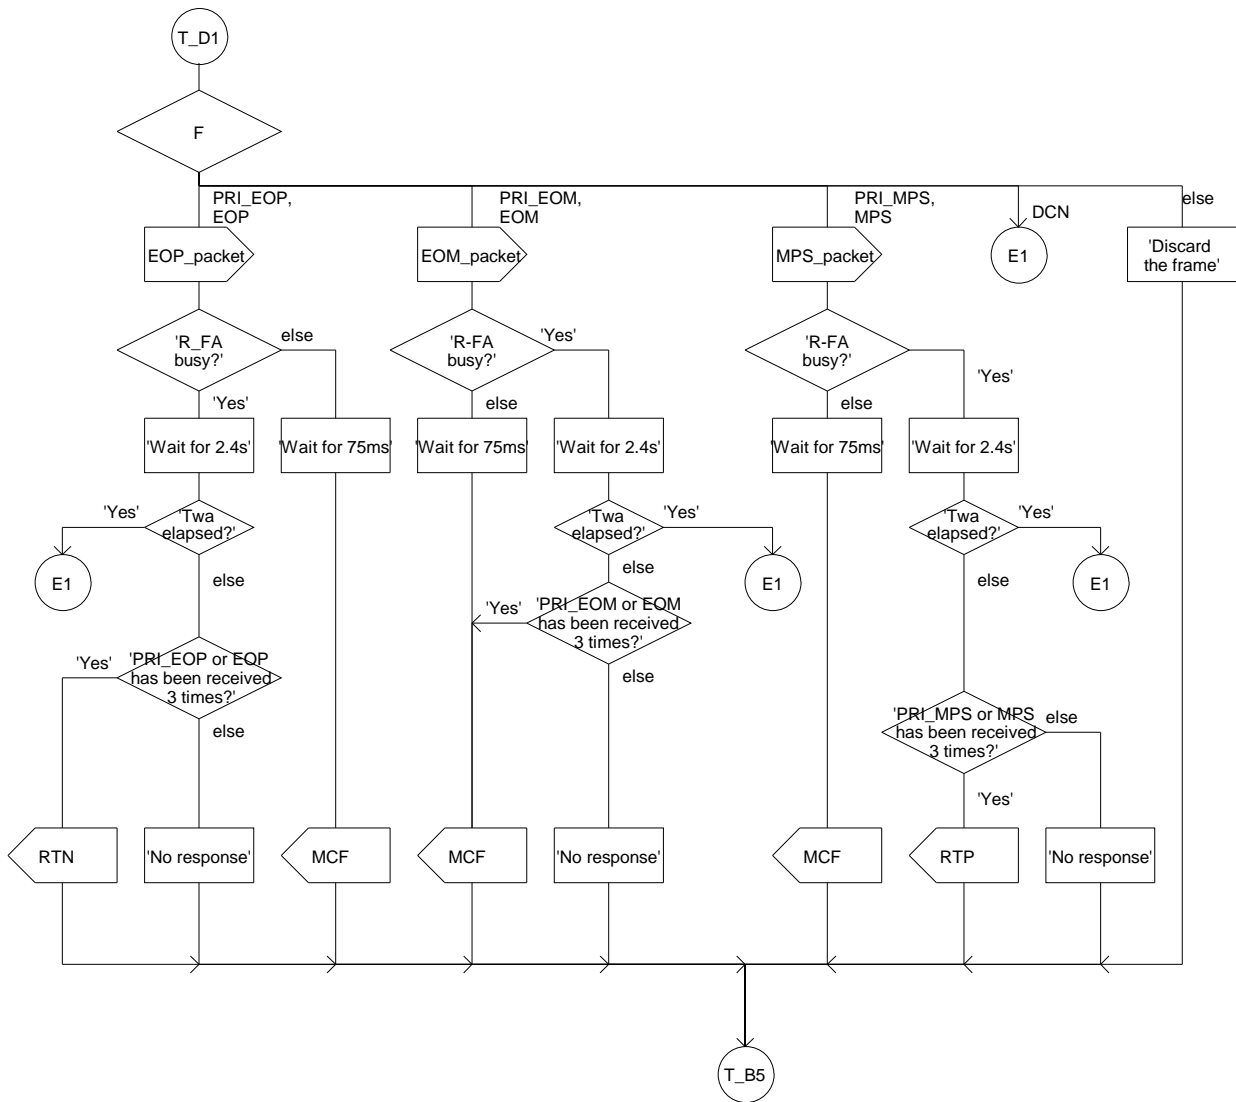 T_D1
F
PRI_EOP,
EOP
PRI_EOM,
EOM
PRI_MPS,
MPS
DCN
else
EOP_packet
EOM_packet
MPS_packet
E1
'Discard
the frame'
'R_FA
busy?'
else
'R-FA
busy?'
'Yes'
'R-FA
busy?'
'Yes'
'Yes'
else
else
'Wait for 2.4s'
'Wait for 75ms'
'Wait for 75ms'
'Wait for 2.4s'
'Wait for 75ms'
'Wait for 2.4s'
'Yes'
'Twa
elapsed?'
'Twa
elapsed?'
'Yes'
'Twa
elapsed?'
'Yes'
E1
else
else
E1
else
E1
'Yes'
'PRI_EOM or EOM
has been received
3 times?'
'Yes'
'PRI_EOP or EOP
has been received
3 times?'
else
else
'PRI_MPS or MPS
has been received
3 times?'
else
'Yes'
RTN
'No response'
MCF
MCF
'No response'
MCF
RTP
'No response'
T_B5